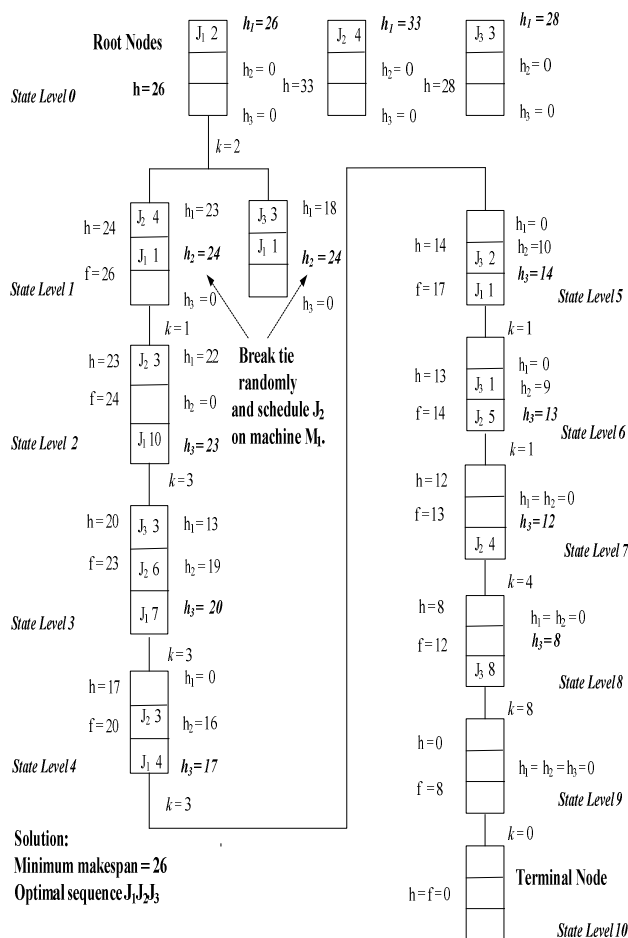 Root Nodes
State Level 0
h=26
J₁ 2
h₁=26
h₂= 0
h₃= 0
h=33
J₂ 4
h₁=33
h₂=0
h₃= 0
h=28
J₃ 3
h₁=28
h₂=0
h₃= 0
k=2
h=24
f=26
State Level 1
J₂ 4
J₁ 1
h₁=23
h₂=24
h₃=0
J₃ 3
J₁ 1
h₁=18
h₂=24
h₃=0
k=1
Break tie
randomly
and schedule J₂
on machine M₁.
h=23
f=24
State Level 2
J₂ 3
J₁ 10
h₁=22
h₂=0
h₃=23
k=3
h=20
f=23
State Level 3
J₃ 3
J₂ 6
J₁ 7
h₁=13
h₂=19
h₃=20
k=3
h=17
f=20
State Level 4
J₂ 3
J₁ 4
h₁=0
h₂=16
h₃=17
k=3
Solution:
Minimum makespan = 26
Optimal sequence J₁J₂J₃
h=14
f=17
J₃ 2
J₁ 1
h₁=0
h₂=10
h₃=14
State Level 5
k=1
h=13
f=14
J₃ 1
J₂ 5
h₁=0
h₂=9
h₃=13
State Level 6
k=1
h=12
f=13
J₂ 4
h₁= h₂=0
h₃=12
State Level 7
k=4
h=8
f=12
J₃ 8
h₁= h₂=0
h₃=8
State Level 8
k=8
h=0
f=8
h₁= h₂= h₃=0
State Level 9
k=0
h=f=0
Terminal Node
State Level 10